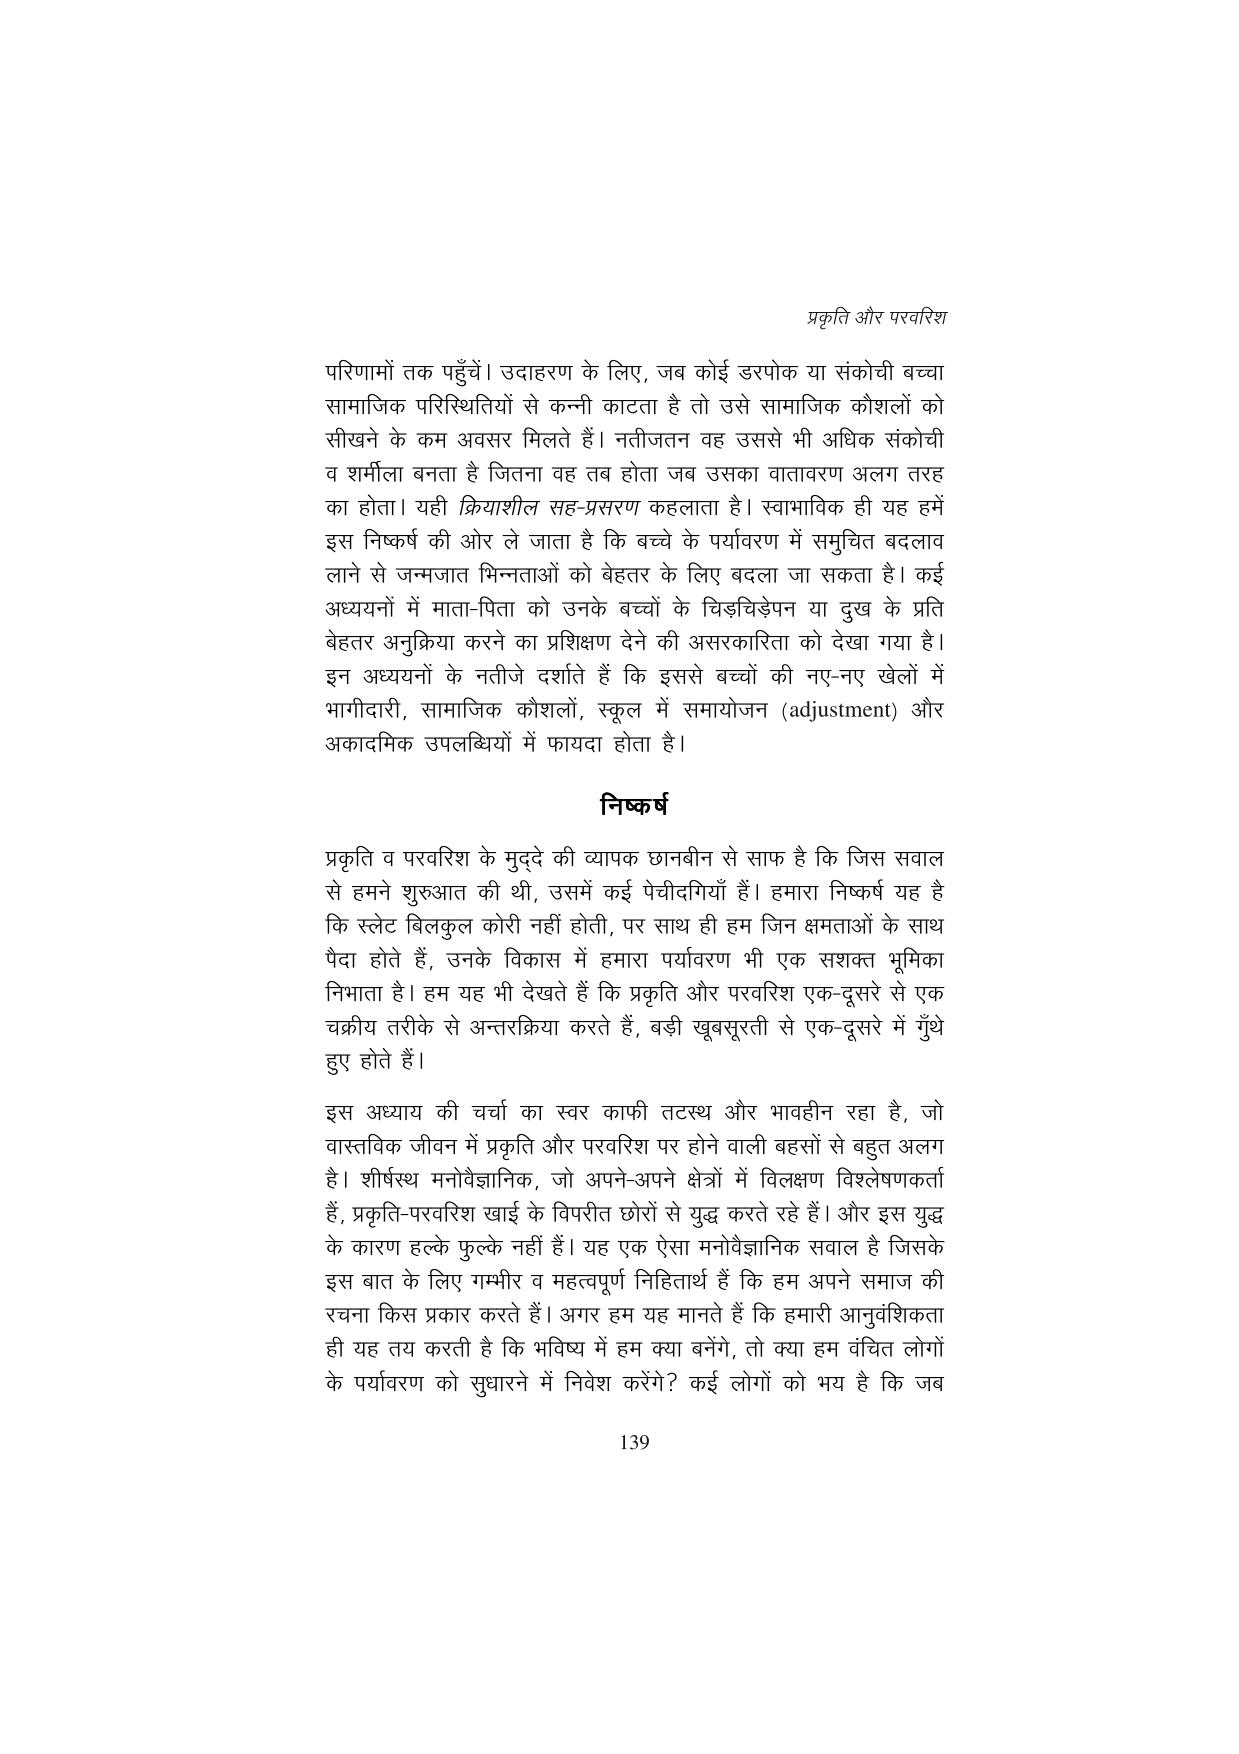 प्रकृति और परवरिश
परिणामों तक पहुँचें। उदाहरण के लिए, जब कोई डरपोक या संकोची बच्चा
सामाजिक परिस्थितियों से कन्नी काटता है तो उसे सामाजिक कौशलों को
सीखने के कम अवसर मिलते हैं। नतीजतन वह उससे भी अधिक संकोची
व शर्मीला बनता है जितना वह तब होता जब उसका वातावरण अलग तरह
का होता। यही क्रियाशील सह-प्रसरण कहलाता है। स्वाभाविक ही यह हमें
इस निष्कर्ष की ओर ले जाता है कि बच्चे के पर्यावरण में समुचित बदलाव
लाने से जन्मजात भिन्नताओं को बेहतर के लिए बदला जा सकता है। कई
अध्ययनों में माता-पिता को उनके बच्चों के चिड़चिड़ेपन या दुख के प्रति
बेहतर अनुक्रिया करने का प्रशिक्षण देने की असरकारिता को देखा गया है।
इन अध्ययनों के नतीजे दर्शाते हैं कि इससे बच्चों की नए-नए खेलों में
भागीदारी, सामाजिक कौशलों, स्कूल में समायोजन (adjustment) और
अकादमिक उपलब्धियों में फायदा होता है।
निष्कर्ष
प्रकृति व परवरिश के मुद्दे की व्यापक छानबीन से साफ है कि जिस सवाल
से हमने शुरुआत की थी, उसमें कई पेचीदगियाँ हैं। हमारा निष्कर्ष यह है
कि स्लेट बिलकुल कोरी नहीं होती, पर साथ ही हम जिन क्षमताओं के साथ
पैदा होते हैं, उनके विकास में हमारा पर्यावरण भी एक सशक्त भूमिका
निभाता है। हम यह भी देखते हैं कि प्रकृति और परवरिश एक-दूसरे से एक
चक्रीय तरीके से अन्तरक्रिया करते हैं, बड़ी खूबसूरती से एक-दूसरे में गुँथे
हुए होते हैं।
इस अध्याय की चर्चा का स्वर काफी तटस्थ और भावहीन रहा है, जो
वास्तविक जीवन में प्रकृति और परवरिश पर होने वाली बहसों से बहुत अलग
है। शीर्षस्थ मनोवैज्ञानिक, जो अपने-अपने क्षेत्रों में विलक्षण विश्लेषणकर्ता
हैं, प्रकृति-परवरिश खाई के विपरीत छोरों से युद्ध करते रहे हैं। और इस युद्ध
के कारण हल्के फुल्के नहीं हैं। यह एक ऐसा मनोवैज्ञानिक सवाल है जिसके
इस बात के लिए गम्भीर व महत्वपूर्ण निहितार्थ हैं कि हम अपने समाज की
रचना किस प्रकार करते हैं। अगर हम यह मानते हैं कि हमारी आनुवंशिकता
ही यह तय करती है कि भविष्य में हम क्या बनेंगे, तो क्या हम वंचित लोगों
के पर्यावरण को सुधारने में निवेश करेंगे? कई लोगों को भय है कि जब
139